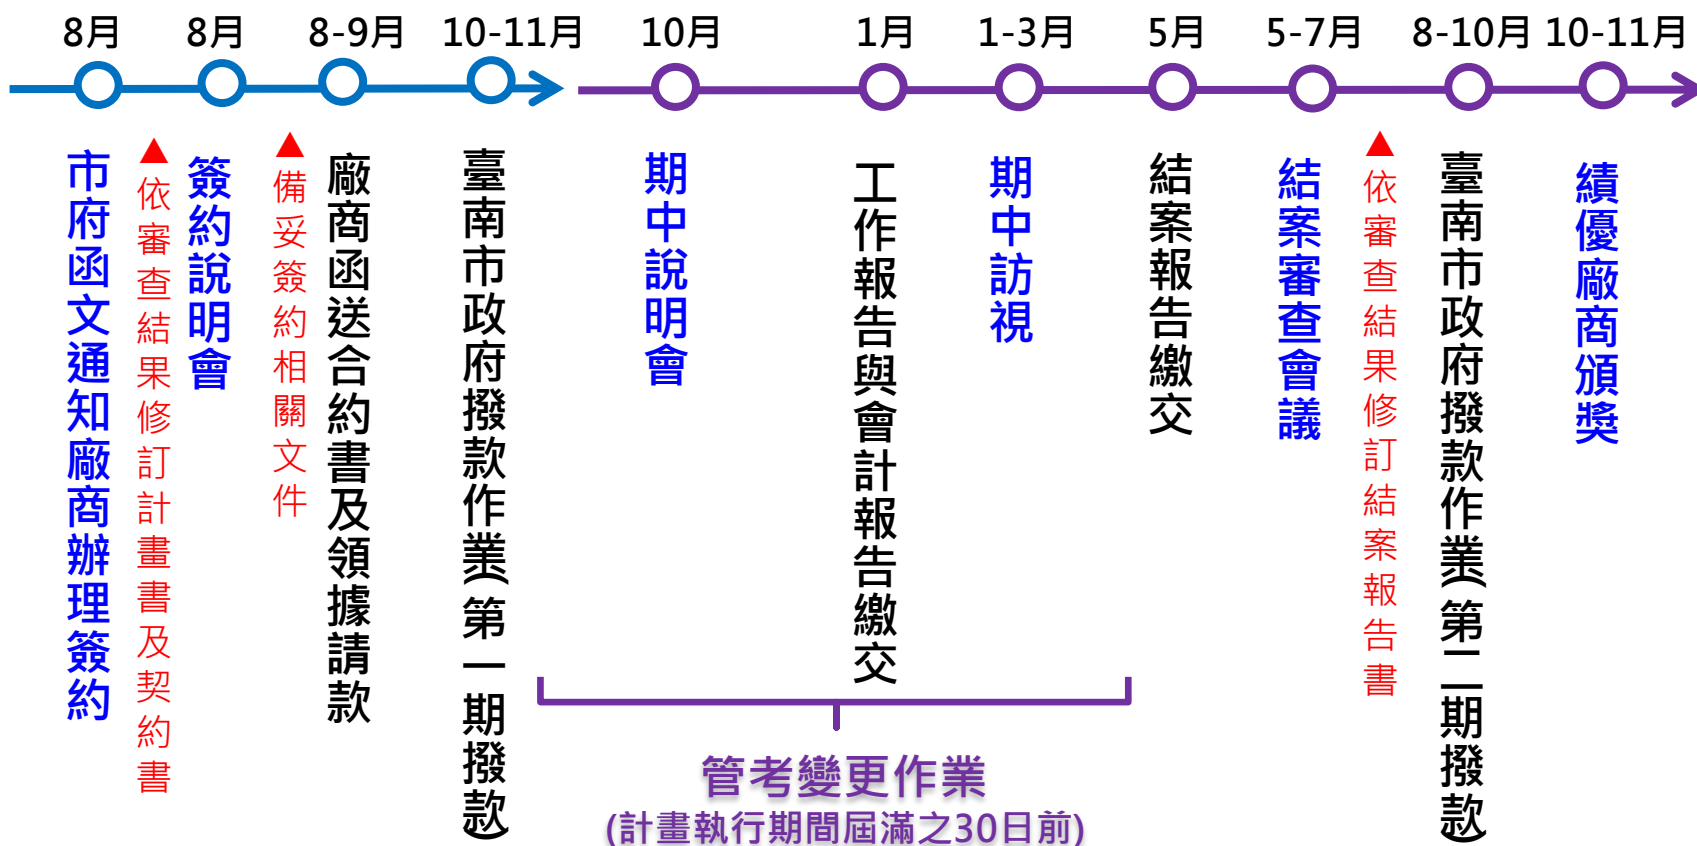 8月
8月
8-9月
10-11月
10月
1月
1-3月
5月
5-7月
8-10月
10-11月
市府函文通知廠商辦理簽約
▲依審查結果修訂計畫書及契約書
簽約說明會
▲備妥簽約相關文件
廠商函送合約書及領據請款
臺南市政府撥款作業(第一期撥款)
期中說明會
工作報告與會計報告繳交
期中訪視
結案報告繳交
結案審查會議
▲依審查結果修訂結案報告書
臺南市政府撥款作業(第二期撥款)
績優廠商頒獎
管考變更作業
(計畫執行期間屆滿之30日前)